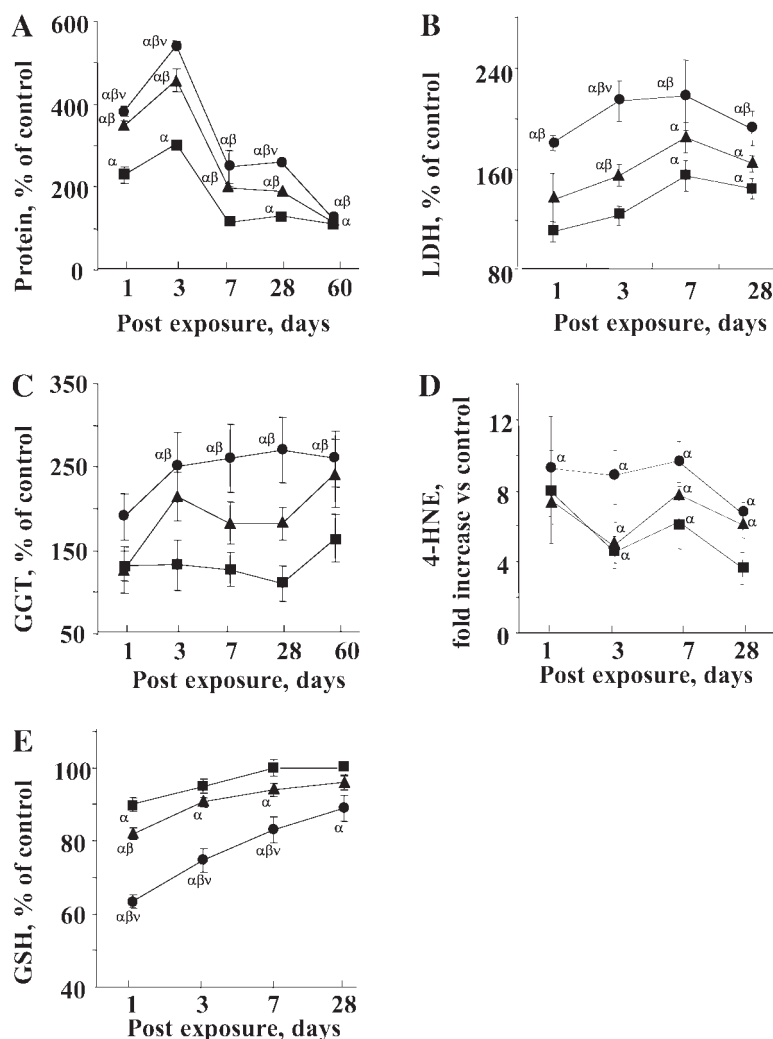 A
Protein, % of control
600
400
200
0
αβν
αβν
αβ
αβ
α
α
αβ
αβν
αβ
αβ
α
αβ
α
1 3 7 28 60
Post exposure, days
B
LDH, % of control
240
160
80
αβ
αβν
αβ
αβ
αβ
α
α
α
α
1 3 7 28
Post exposure, days
C
GGT, % of control
350
250
150
50
αβ
αβ
αβ
αβ
1 3 7 28 60
Post exposure, days
D
4-HNE,
fold increase vs control
12
8
4
0
α
α
α
α
α
α
α
α
α
1 3 7 28
Post exposure, days
E
GSH, % of control
100
80
60
40
α
αβ
αβν
α
αβν
α
αβν
α
1 3 7 28
Post exposure, days